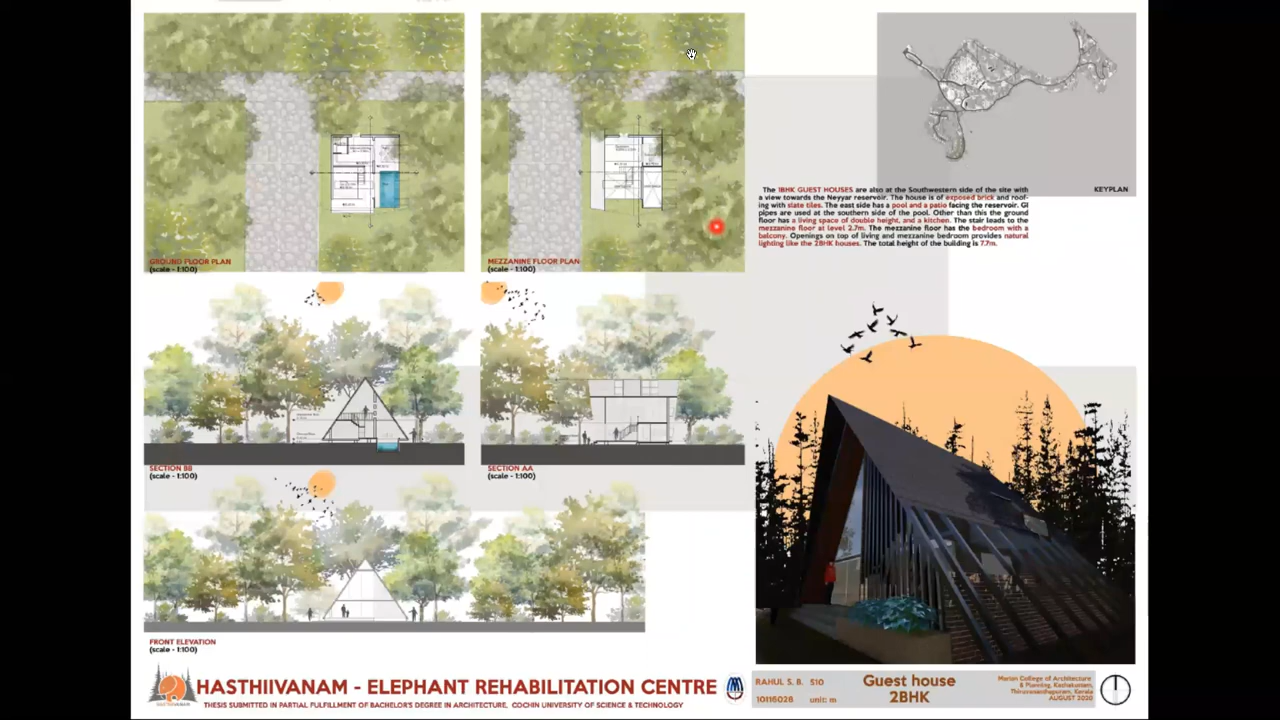 KEYPLAN
The 1BHK GUEST HOUSES are also at the Southwestern side of the site with
a view towards the Neyyar reservoir. The house is of exposed brick and roof-
ing with slate tiles. The east side has a pool and a patio facing the reservoir. GI
pipes are used at the southern side of the pool. Other than this the ground
floor has a living space of double height, and a kitchen. The stair leads to the
mezzanine floor at level 2.7m. The mezzanine floor has the bedroom with a
balcony. Openings on top of living and mezzanine bedroom provides natural
lighting like the 2BHK houses. The total height of the building is 7.7m.
GROUND FLOOR PLAN
(scale - 1:100)
MEZZANINE FLOOR PLAN
(scale - 1:100)
SECTION BB
(scale - 1:100)
SECTION AA
(scale - 1:100)
FRONT ELEVATION
(scale - 1:100)
HASTHIIVANAM - ELEPHANT REHABILITATION CENTRE
THESIS SUBMITTED IN PARTIAL FULFILLMENT OF BACHELOR'S DEGREE IN ARCHITECTURE, COCHIN UNIVERSITY OF SCIENCE & TECHNOLOGY
RAHUL S. B. S10
10116028 unit: m
Guest house
2BHK
Marian College of Architecture
& Planning, Kazhakuttam,
Thiruvananthapuram, Kerala
AUGUST 2020